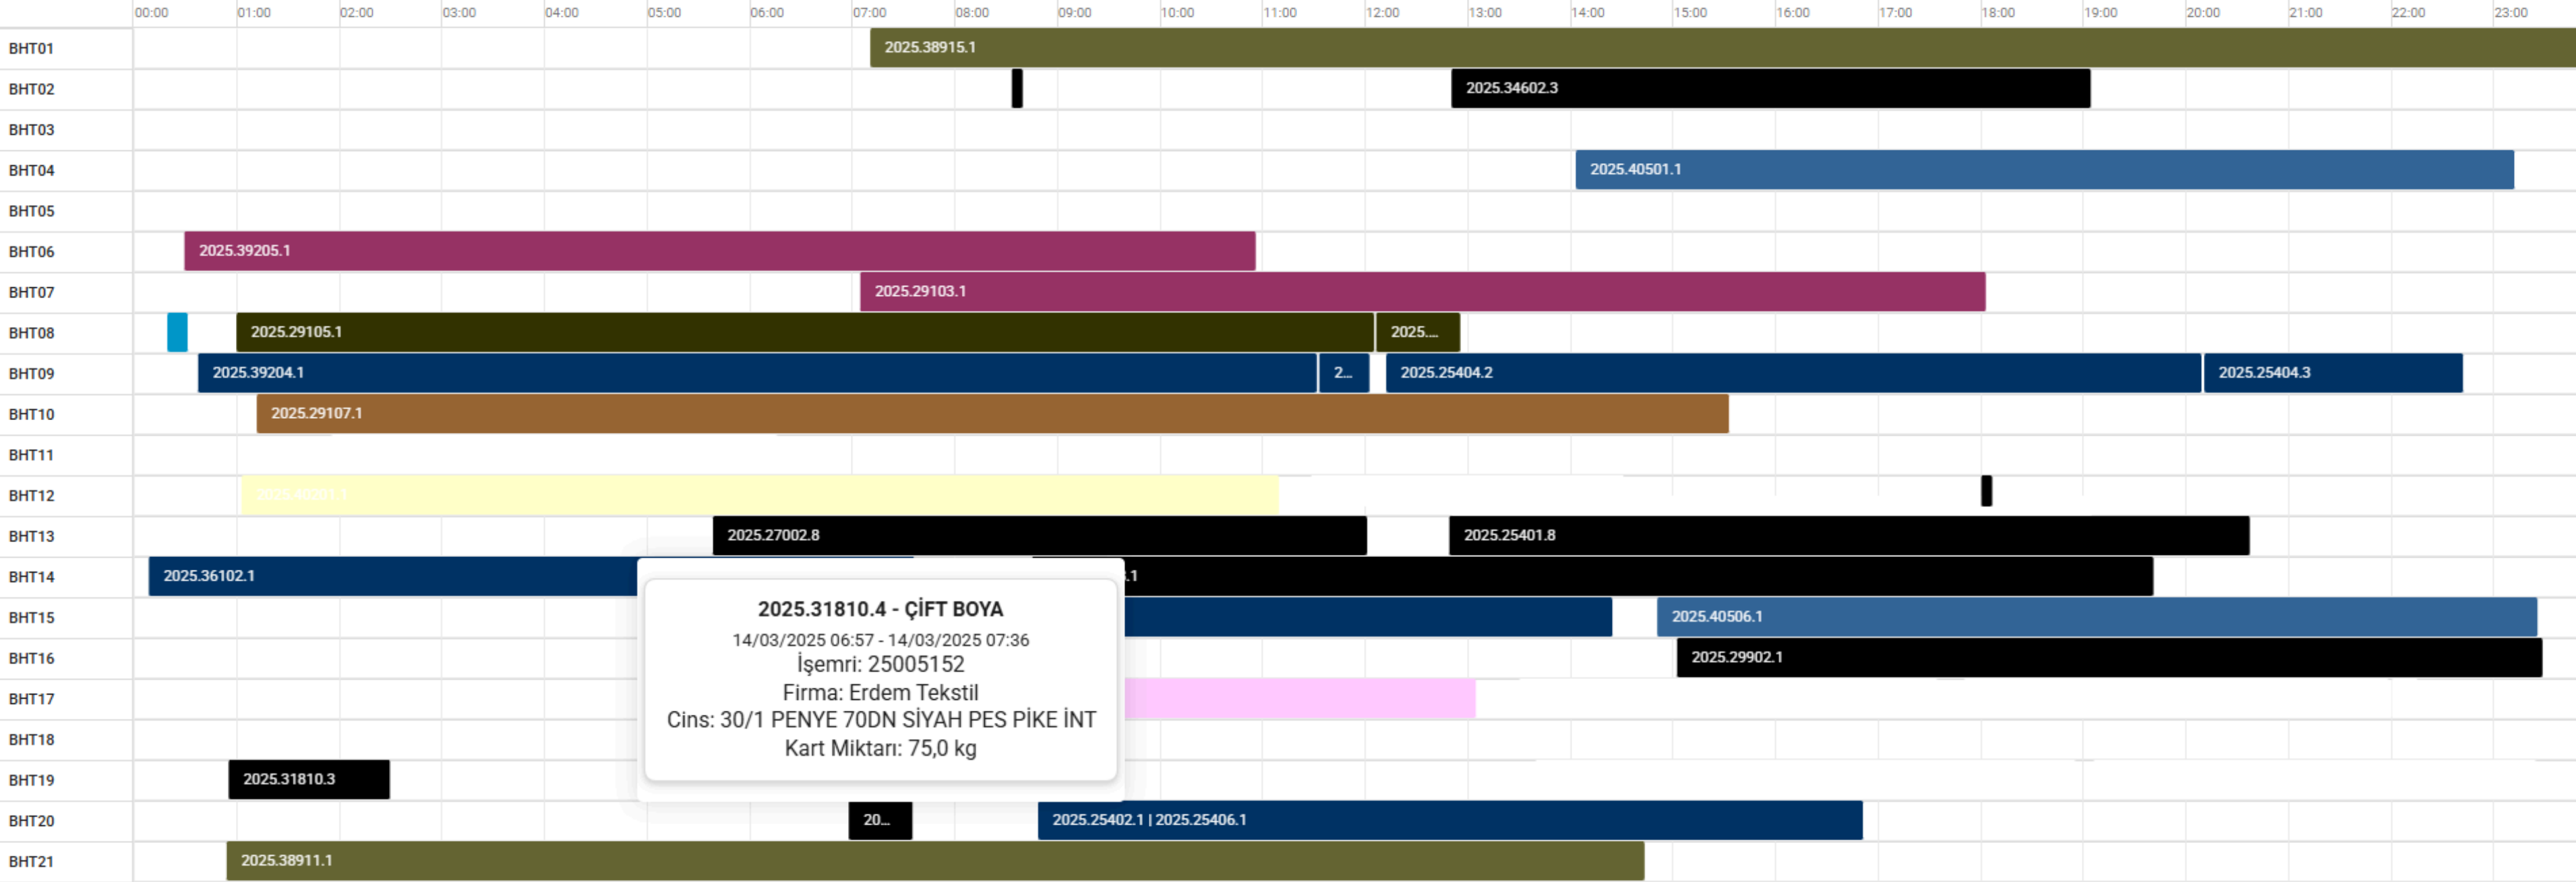 00:00 01:00 02:00 03:00 04:00 05:00 06:00 07:00 08:00 09:00 10:00 11:00 12:00 13:00 14:00 15:00 16:00 17:00 18:00 19:00 20:00 21:00 22:00 23:00
BHT01 2025.38915.1
BHT02 2025.34602.3
BHT03
BHT04 2025.40501.1
BHT05
BHT06 2025.39205.1
BHT07 2025.29103.1
BHT08 2025.29105.1 2025....
BHT09 2025.39204.1 2... 2025.25404.2 2025.25404.3
BHT10 2025.29107.1
BHT11
BHT12
BHT13 2025.27002.8 2025.25401.8
BHT14 2025.36102.1 .1
BHT15 2025.40506.1
BHT16 2025.29902.1
BHT17
BHT18
BHT19 2025.31810.3
BHT20 20... 2025.25402.1 | 2025.25406.1
BHT21 2025.38911.1
2025.31810.4 - ÇİFT BOYA
14/03/2025 06:57 - 14/03/2025 07:36
İşemri: 25005152
Firma: Erdem Tekstil
Cins: 30/1 PENYE 70DN SİYAH PES PİKE İNT
Kart Miktarı: 75,0 kg